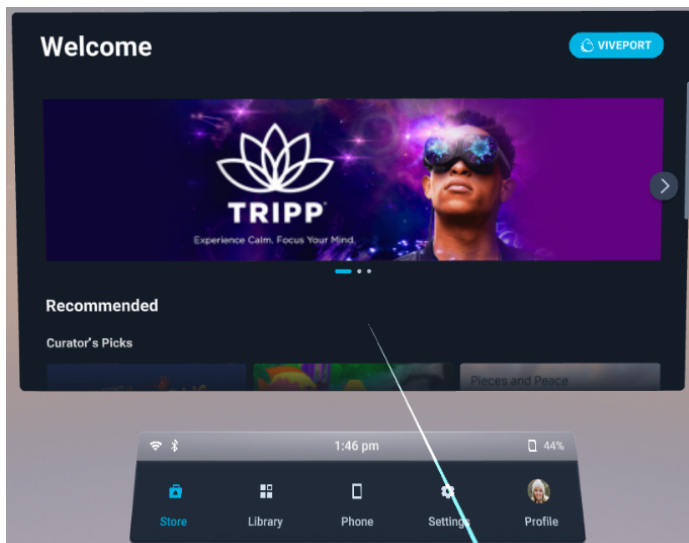 Welcome
VIVEPORT
TRIPP
Experience Calm. Focus Your Mind.
Recommended
Curator's Picks
Pieces and Peace
1:46 pm
44%
Store
Library
Phone
Settings
Profile